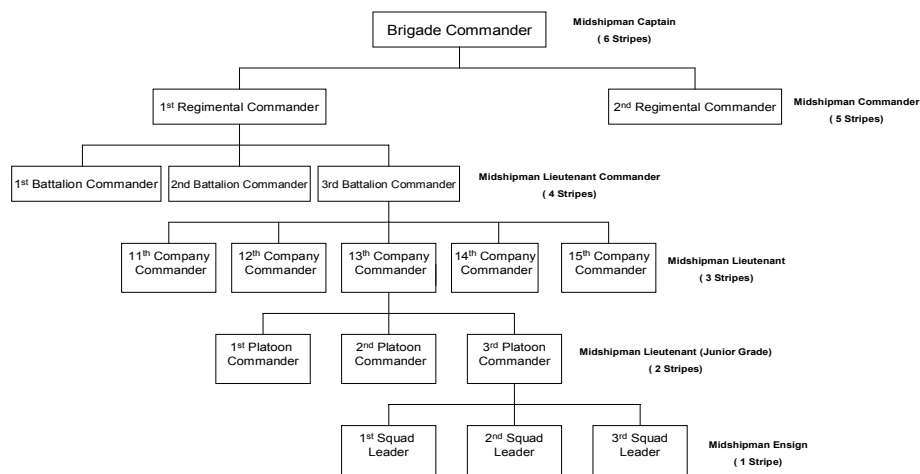 Brigade Commander
Midshipman Captain
( 6 Stripes)
1st Regimental Commander
2nd Regimental Commander
Midshipman Commander
( 5 Stripes)
1st Battalion Commander
2nd Battalion Commander
3rd Battalion Commander
Midshipman Lieutenant Commander
( 4 Stripes)
11th Company
Commander
12th Company
Commander
13th Company
Commander
14th Company
Commander
15th Company
Commander
Midshipman Lieutenant
( 3 Stripes)
1st Platoon
Commander
2nd Platoon
Commander
3rd Platoon
Commander
Midshipman Lieutenant (Junior Grade)
( 2 Stripes)
1st Squad
Leader
2nd Squad
Leader
3rd Squad
Leader
Midshipman Ensign
( 1 Stripe)